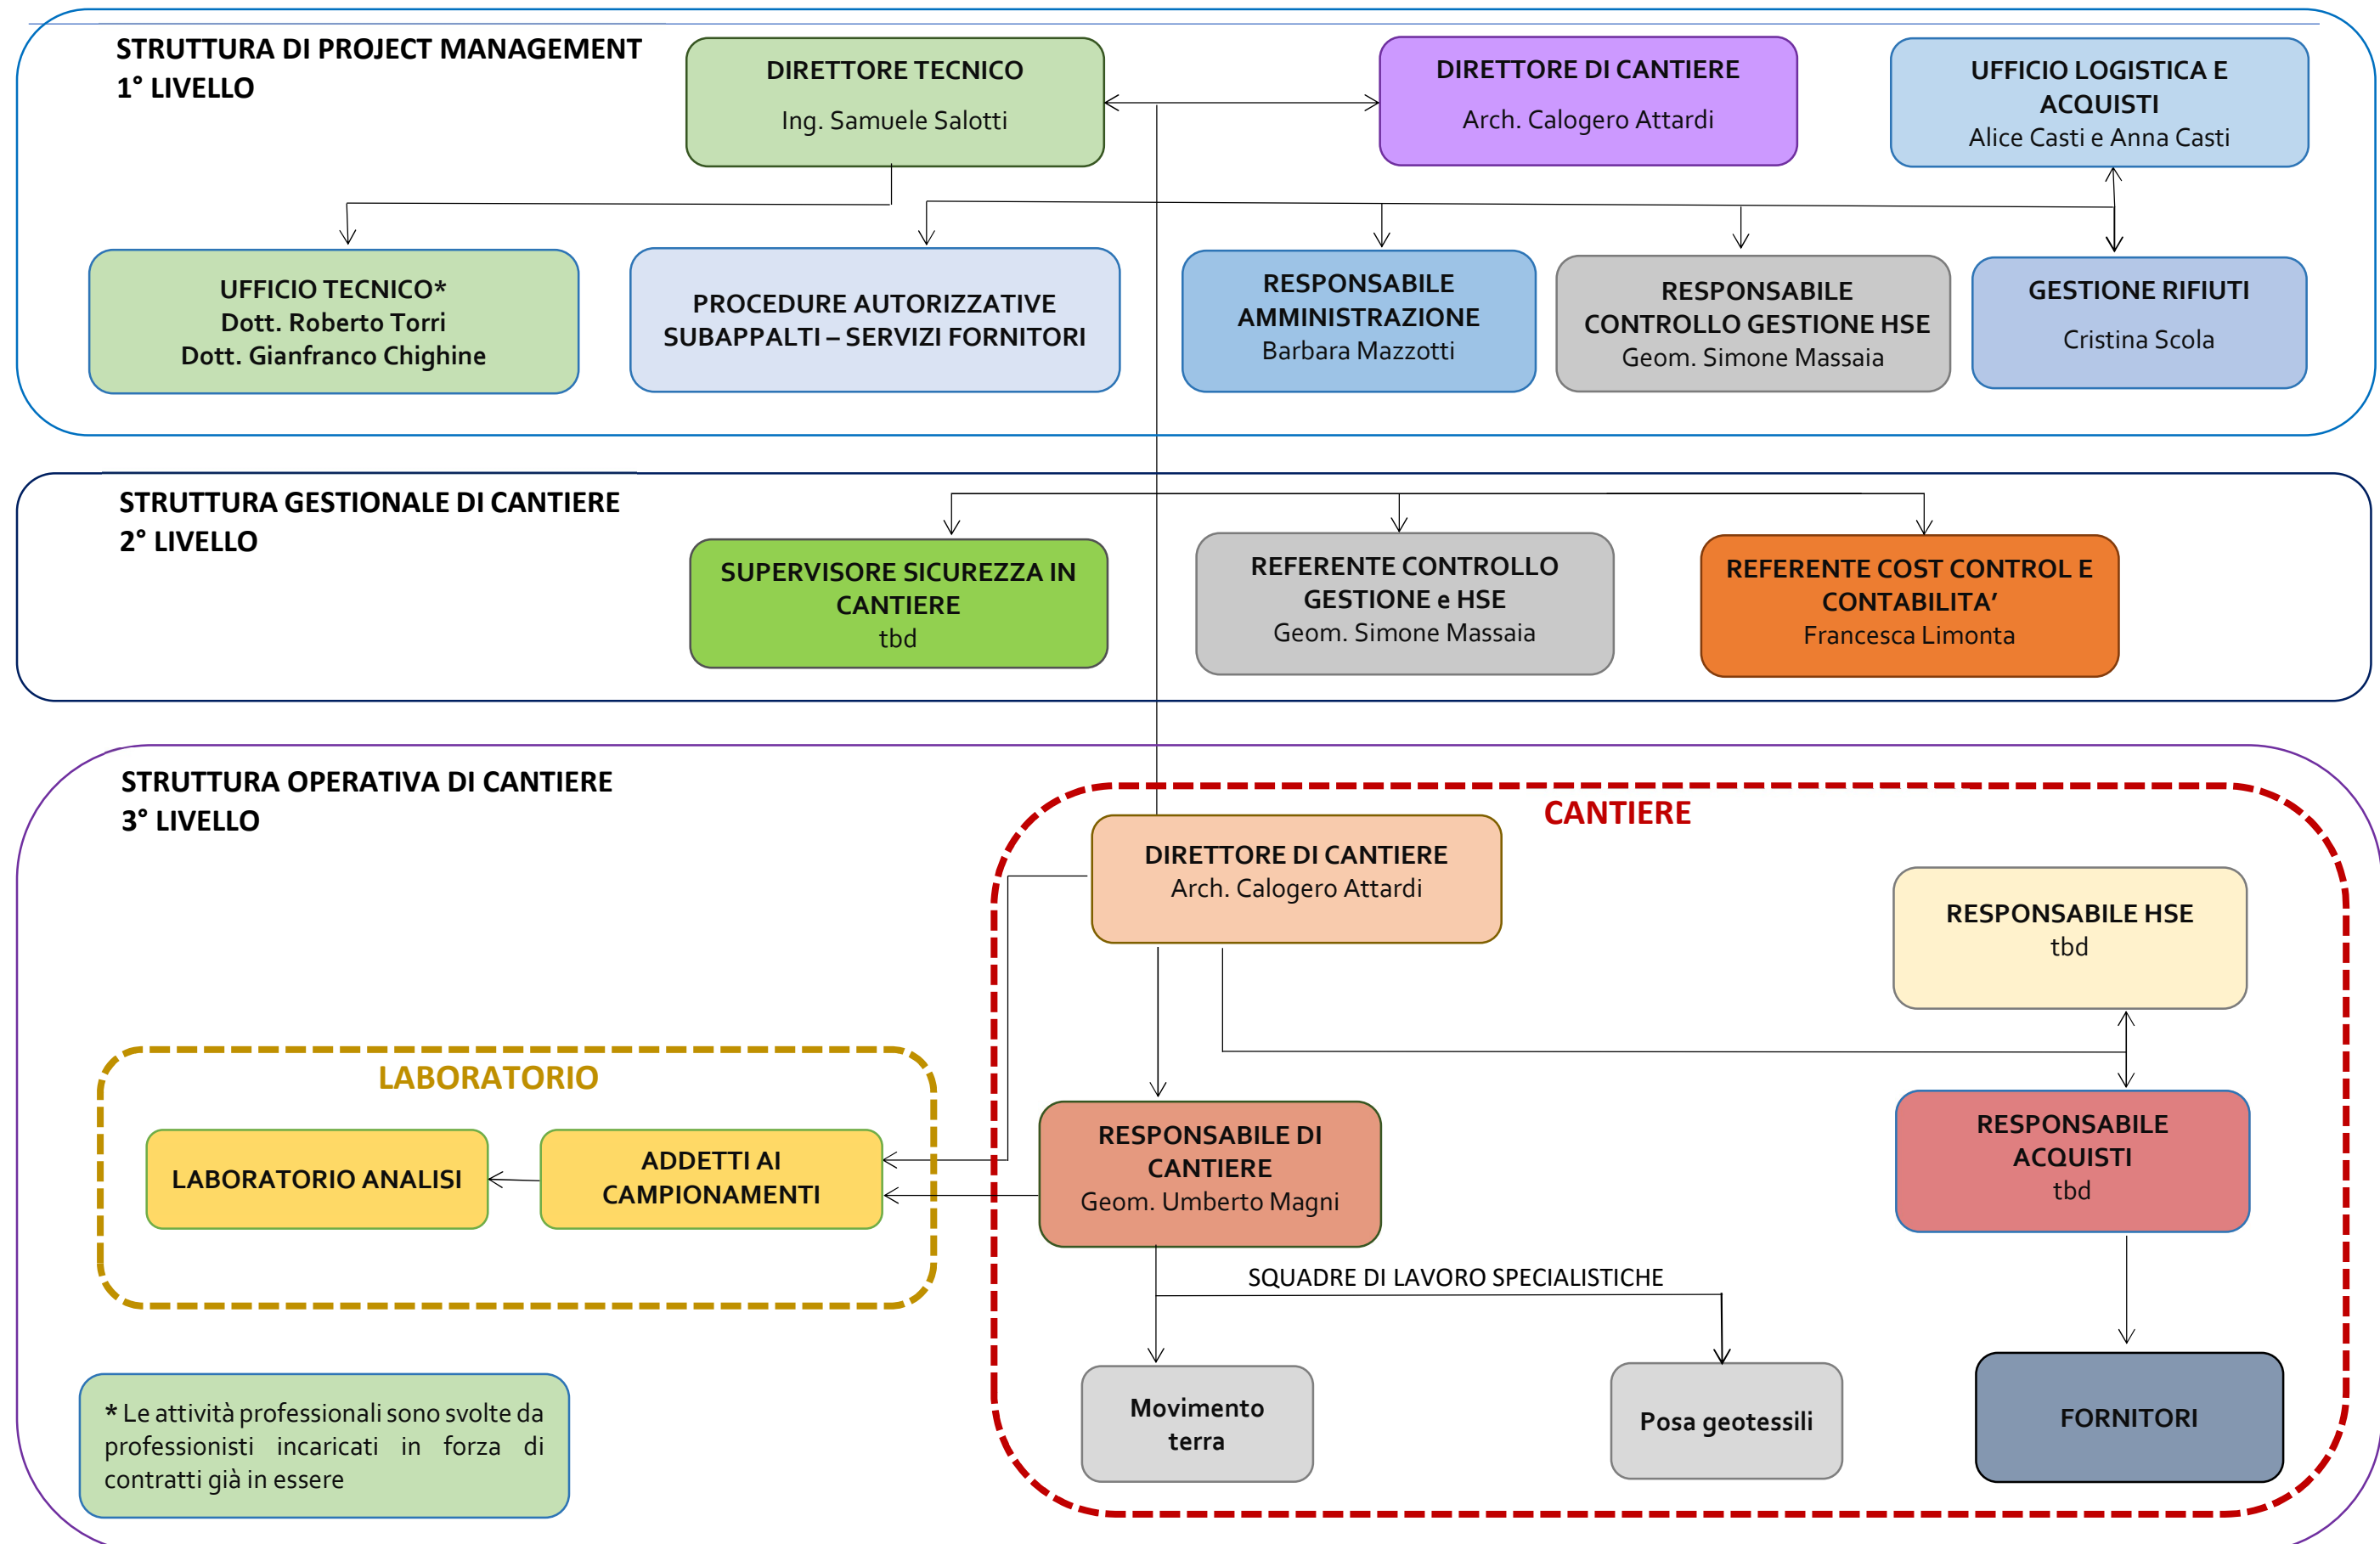 STRUTTURA DI PROJECT MANAGEMENT
1° LIVELLO
DIRETTORE TECNICO
Ing. Samuele Salotti
DIRETTORE DI CANTIERE
Arch. Calogero Attardi
UFFICIO LOGISTICA E
ACQUISTI
Alice Casti e Anna Casti
UFFICIO TECNICO*
Dott. Roberto Torri
Dott. Gianfranco Chighine
PROCEDURE AUTORIZZATIVE
SUBAPPALTI – SERVIZI FORNITORI
RESPONSABILE
AMMINISTRAZIONE
Barbara Mazzotti
RESPONSABILE
CONTROLLO GESTIONE HSE
Geom. Simone Massaia
GESTIONE RIFIUTI
Cristina Scola
STRUTTURA GESTIONALE DI CANTIERE
2° LIVELLO
SUPERVISORE SICUREZZA IN
CANTIERE
tbd
REFERENTE CONTROLLO
GESTIONE e HSE
Geom. Simone Massaia
REFERENTE COST CONTROL E
CONTABILITA’
Francesca Limonta
STRUTTURA OPERATIVA DI CANTIERE
3° LIVELLO
CANTIERE
DIRETTORE DI CANTIERE
Arch. Calogero Attardi
RESPONSABILE HSE
tbd
LABORATORIO
LABORATORIO ANALISI
ADDETTI AI
CAMPIONAMENTI
RESPONSABILE DI
CANTIERE
Geom. Umberto Magni
RESPONSABILE
ACQUISTI
tbd
SQUADRE DI LAVORO SPECIALISTICHE
Movimento
terra
Posa geotessili
FORNITORI
* Le attività professionali sono svolte da
professionisti incaricati in forza di
contratti già in essere